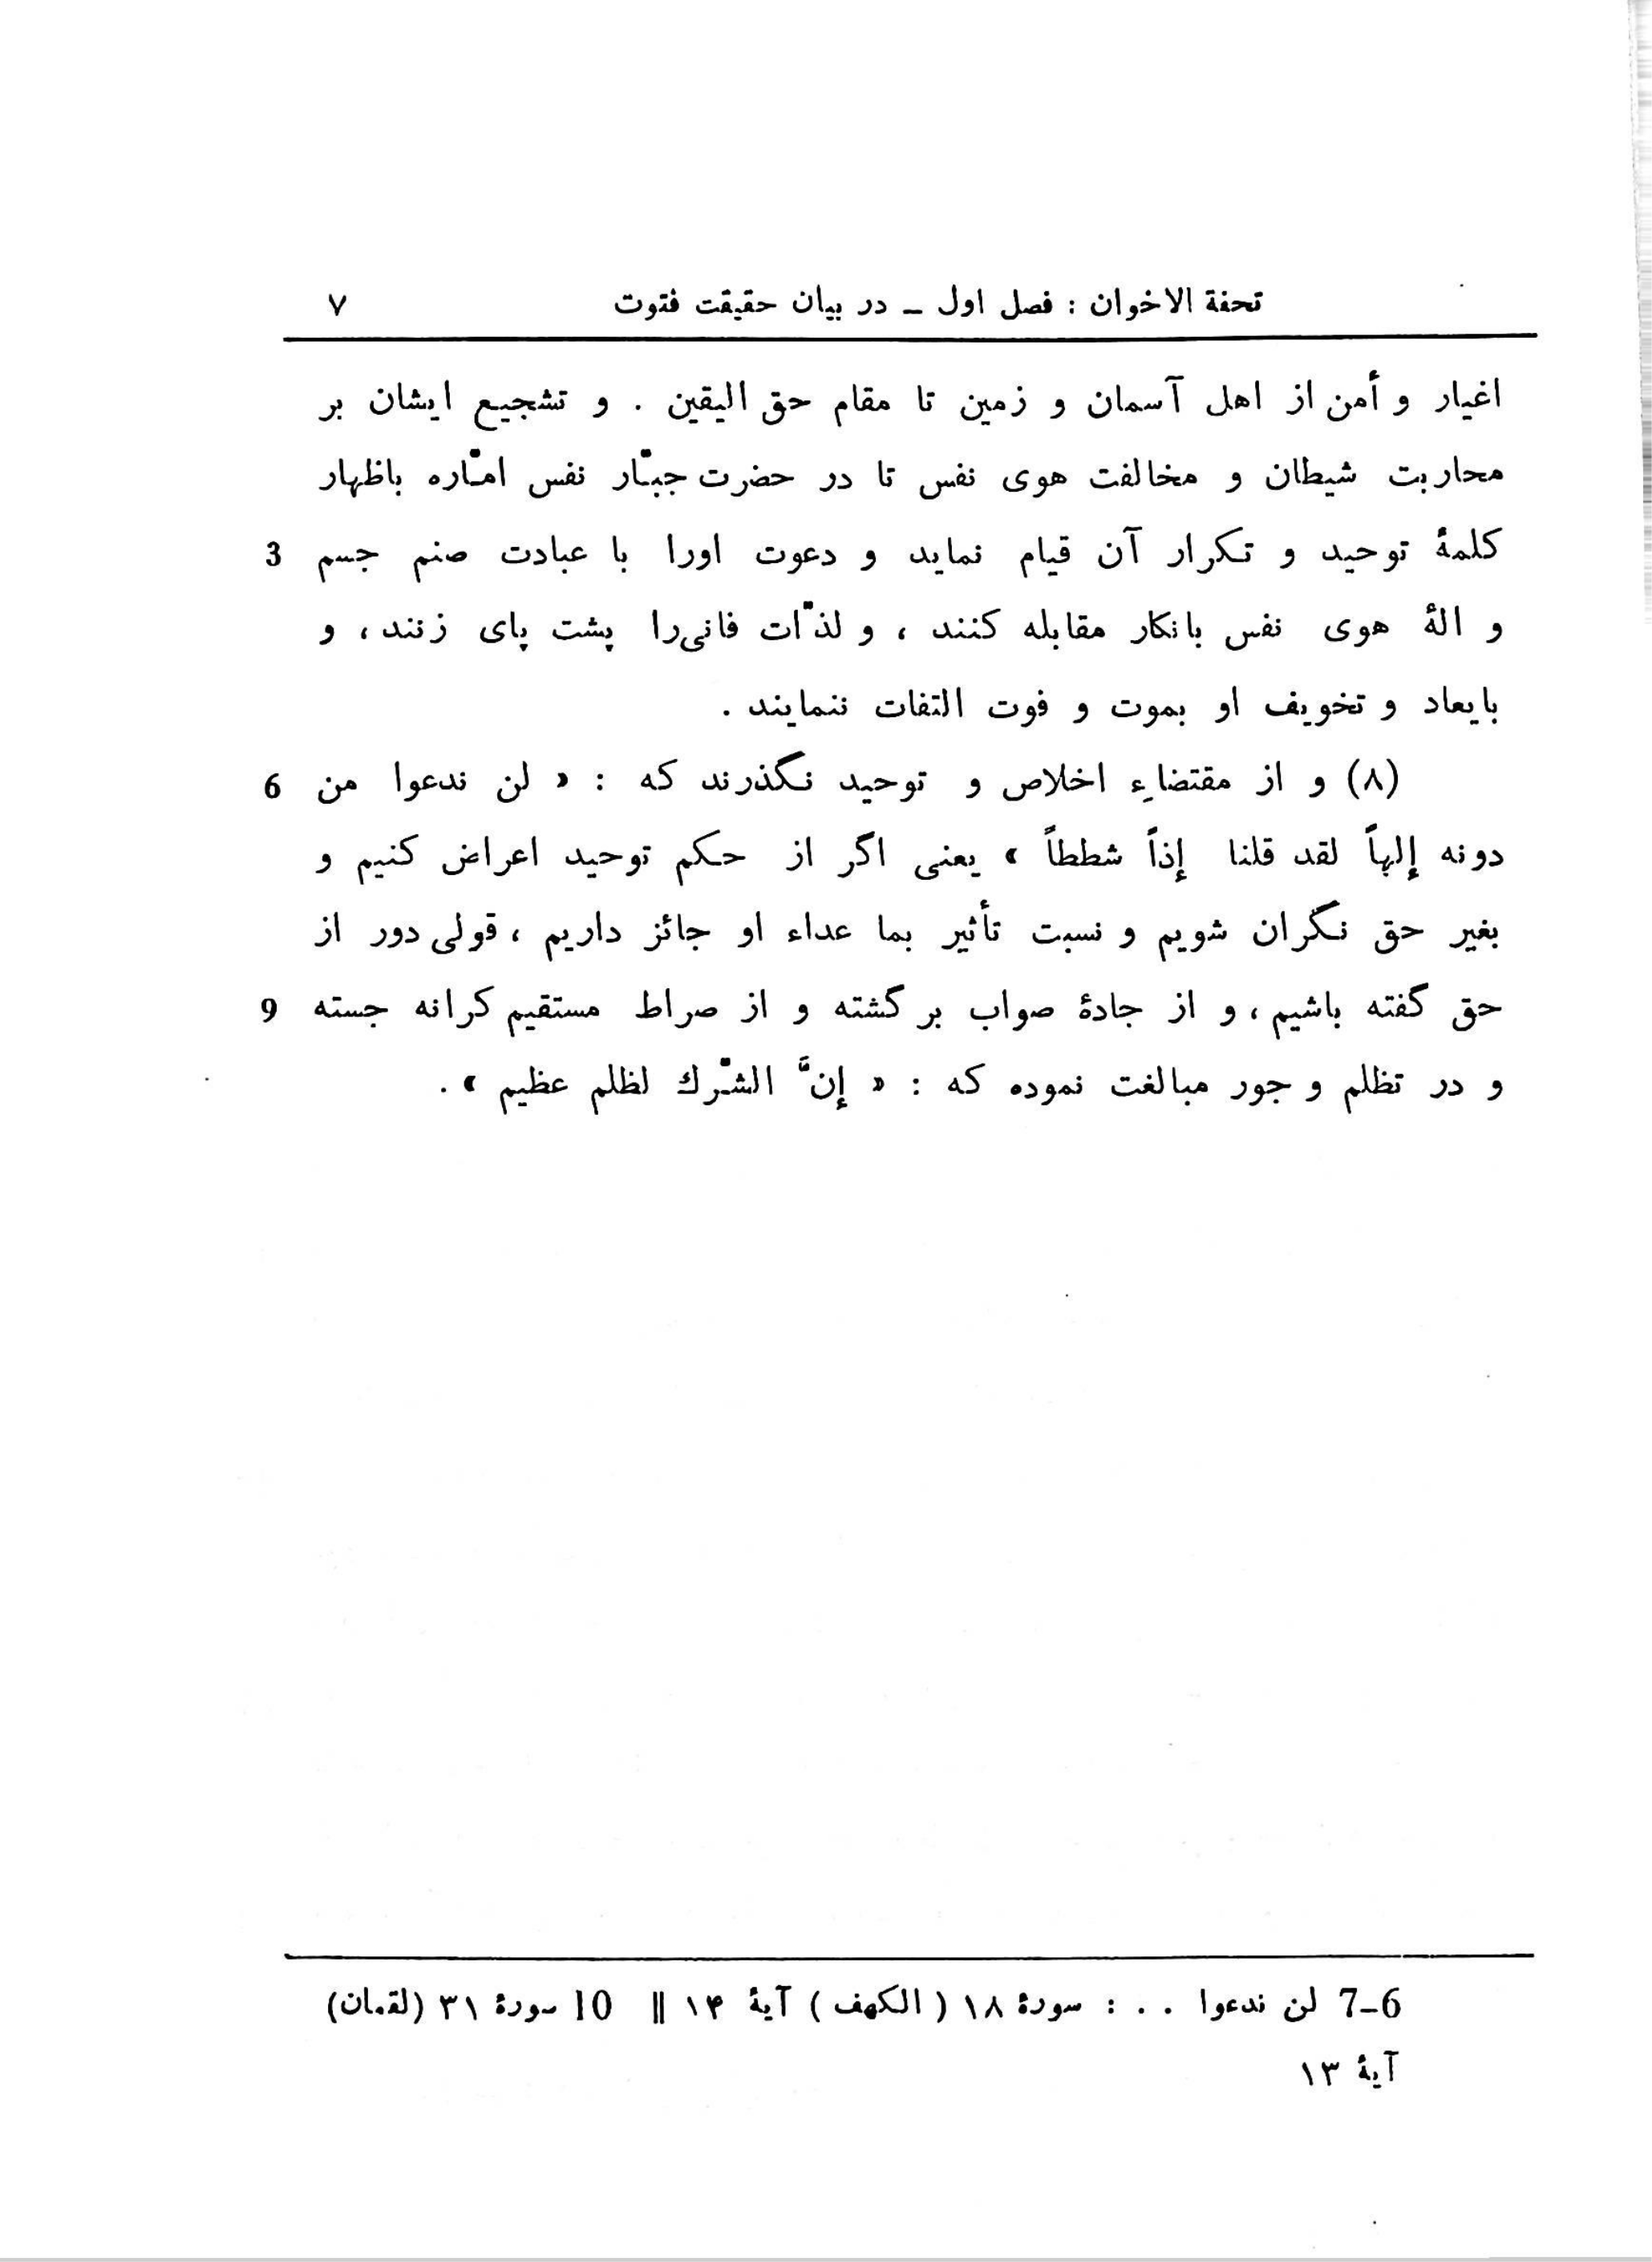 تحفة الاخوان : فصل اول ــ در بیان حقیقت فتوت ۷
اغیار و أمن از اهل آسمان و زمین تا مقام حق الیقین . و تشجیع ایشان بر
محاربت شیطان و مخالفت هوی نفس تا در حضرت جبّار نفس امّاره باظهار
کلمهٔ توحید و تکرار آن قیام نماید و دعوت اورا با عبادت صنم جسم 3
و الهٔ هوی نفس بانکار مقابله کنند ، و لذّات فانی‌را پشت پای زنند ، و
بایعاد و تخویف او بموت و فوت التفات ننمایند .
(۸) و از مقتضاءِ اخلاص و توحید نگذرند که : « لن ندعوا من 6
دونه إلهاً لقد قلنا إذاً شططاً » یعنی اگر از حکم توحید اعراض کنیم و
بغیر حق نگران شویم و نسبت تأثیر بما عداء او جائز داریم ، قولی دور از
حق گفته باشیم ، و از جادهٔ صواب بر گشته و از صراط مستقیم کرانه جسته 9
و در تظلم و جور مبالغت نموده که : « إنّ الشّرك لظلم عظیم » .
7-6 لن ندعوا . . : سورهٔ ۱۸ ( الکهف ) آیهٔ ۱۴ || 10 سورهٔ ۳۱ (لقمان)
آیهٔ ۱۳